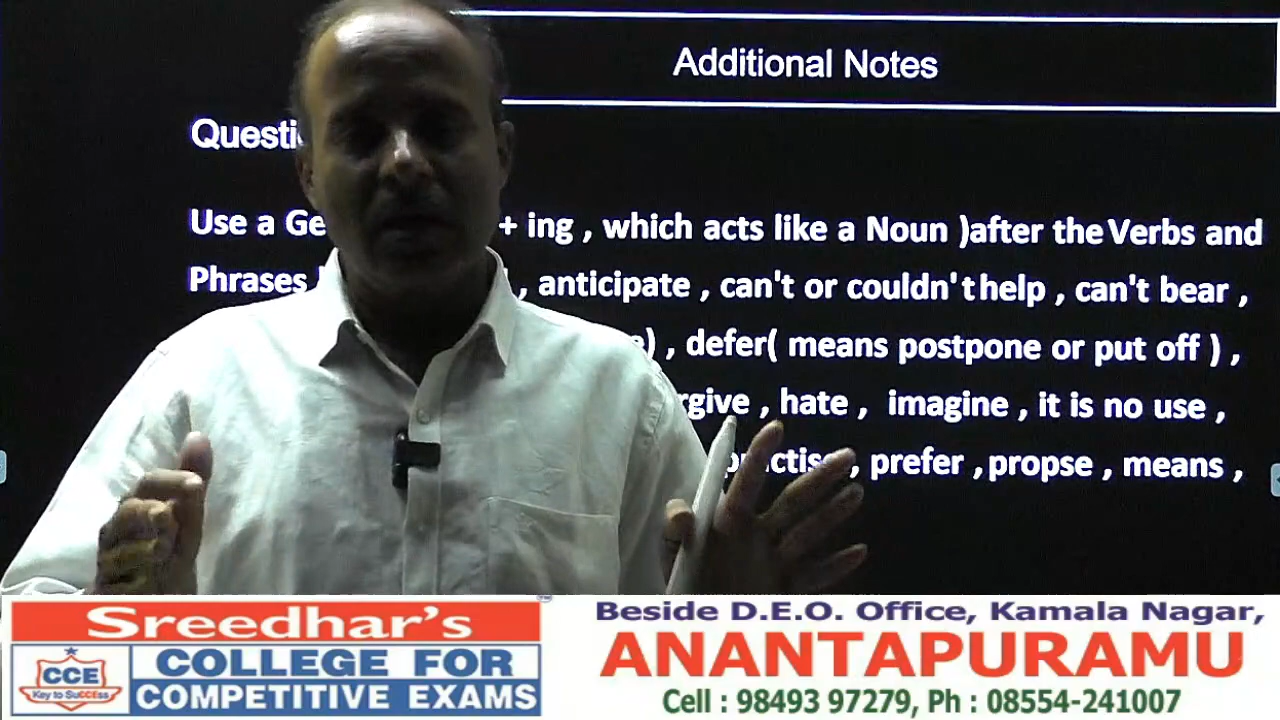 Additional Notes
Questi
Use a Ge + ing , which acts like a Noun )after the Verbs and
Phrases , anticipate , can't or couldn't help , can't bear ,
) , defer( means postpone or put off ) ,
rgive , hate , imagine , it is no use ,
practise , prefer , propse , means ,
Sreedhar's
CCE
Key to SuCCEss
COLLEGE FOR
COMPETITIVE EXAMS
Beside D.E.O. Office, Kamala Nagar,
ANANTAPURAMU
Cell : 98493 97279, Ph : 08554-241007